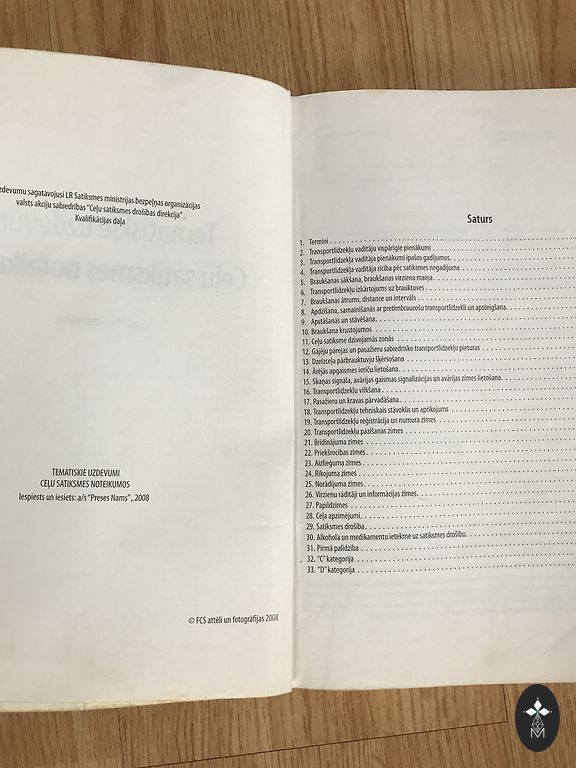 zdevumu sagatavojusi LR Satiksmes ministrijas bezpeļņas organizācijas
valsts akciju sabiedrības "Ceļu satiksmes drošības direkcija"
Kvalifikācijas daļa
TEMATISKIE UZDEVUMI
CEĻU SATIKSMES NOTEIKUMOS
Iespiests un iesiets: a/s "Preses Nams", 2008
© FCS attēli un fotogrāfijas 2008
Saturs
1. Termini
2. Transportlīdzekļu vadītāju vispārīgie pienākumi
3. Transportlīdzekļa vadītāja pienākumi īpašos gadījumos.
4. Transportlīdzekļa vadītāja rīcība pēc satiksmes negadījuma
5. Braukšanas sākšana, braukšanas virziena maiņa
6. Transportlīdzekļu izkārtojums uz brauktuves
7. Braukšanas ātrums, distance un intervāls
8. Apdzīšana, samainīšanās ar pretimbraucošu transportlīdzekli un apsteigšana.
9. Apstāšanās un stāvēšana.
10. Braukšana krustojumos
11. Ceļu satiksme dzīvojamās zonās
12. Gājēju pārejas un pasažieru sabiedrisko transportlīdzekļu pieturas
13. Dzelzceļa pārbrauktuvju šķērsošana
14. Ārējās apgaismes ierīču lietošana.
15. Skaņas signāla, avārijas gaismas signalizācijas un avārijas zīmes lietošana.
16. Transportlīdzekļu vilkšana
17. Pasažieru un kravas pārvadāšana.
18. Transportlīdzekļu tehniskais stāvoklis un aprīkojums
19. Transportlīdzekļu reģistrācija un numura zīmes
20. Transportlīdzekļu pazīšanas zīmes
21. Brīdinājuma zīmes
22. Priekšrocības zīmes
23. Aizlieguma zīmes
24. Rīkojuma zīmes
25. Norādījuma zīmes
26. Virzienu rādītāji un informācijas zīmes
27. Papildzīmes
28. Ceļa apzīmējumi
29. Satiksmes drošība
30. Alkohola un medikamentu ietekme uz satiksmes drošību
31. Pirmā palīdzība
32. "C" kategorija
33. "D" kategorija